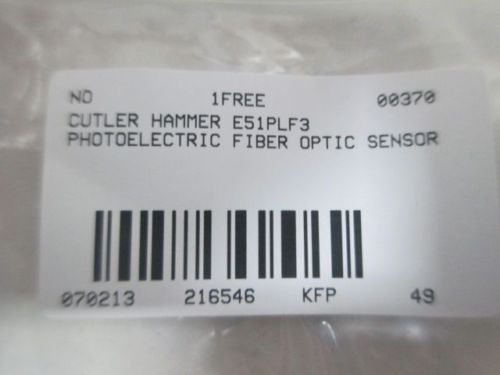 NO 1FREE 00370
CUTLER HAMMER E51PLF3
PHOTOELECTRIC FIBER OPTIC SENSOR
070213 216546 KFP 49